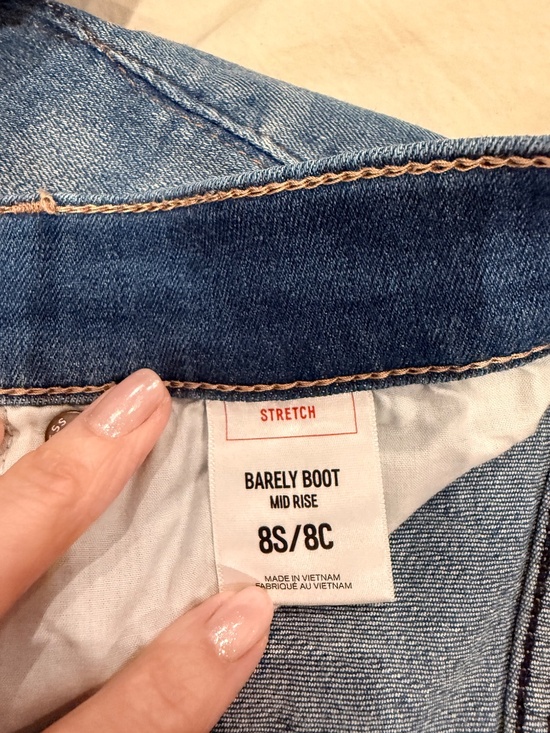 STRETCH
BARELY BOOT
MID RISE
8S/8C
MADE IN VIETNAM
FABRIQUÉ AU VIETNAM